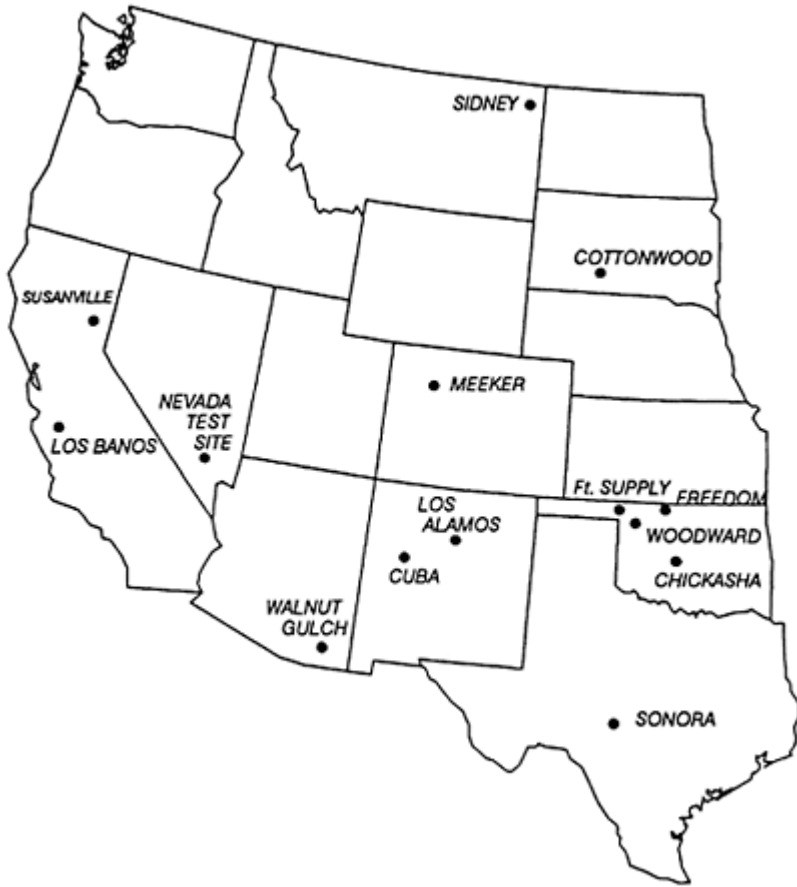 SIDNEY
COTTONWOOD
SUSANVILLE
MEEKER
NEVADA
TEST
SITE
LOS BANOS
Ft. SUPPLY
FREEDOM
LOS
ALAMOS
WOODWARD
CUBA
CHICKASHA
WALNUT
GULCH
SONORA